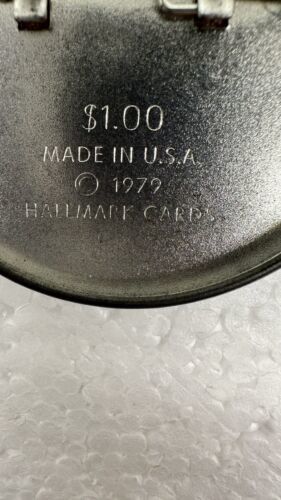 $1.00
MADE IN U.S.A.
© 1979
HALLMARK CARDS